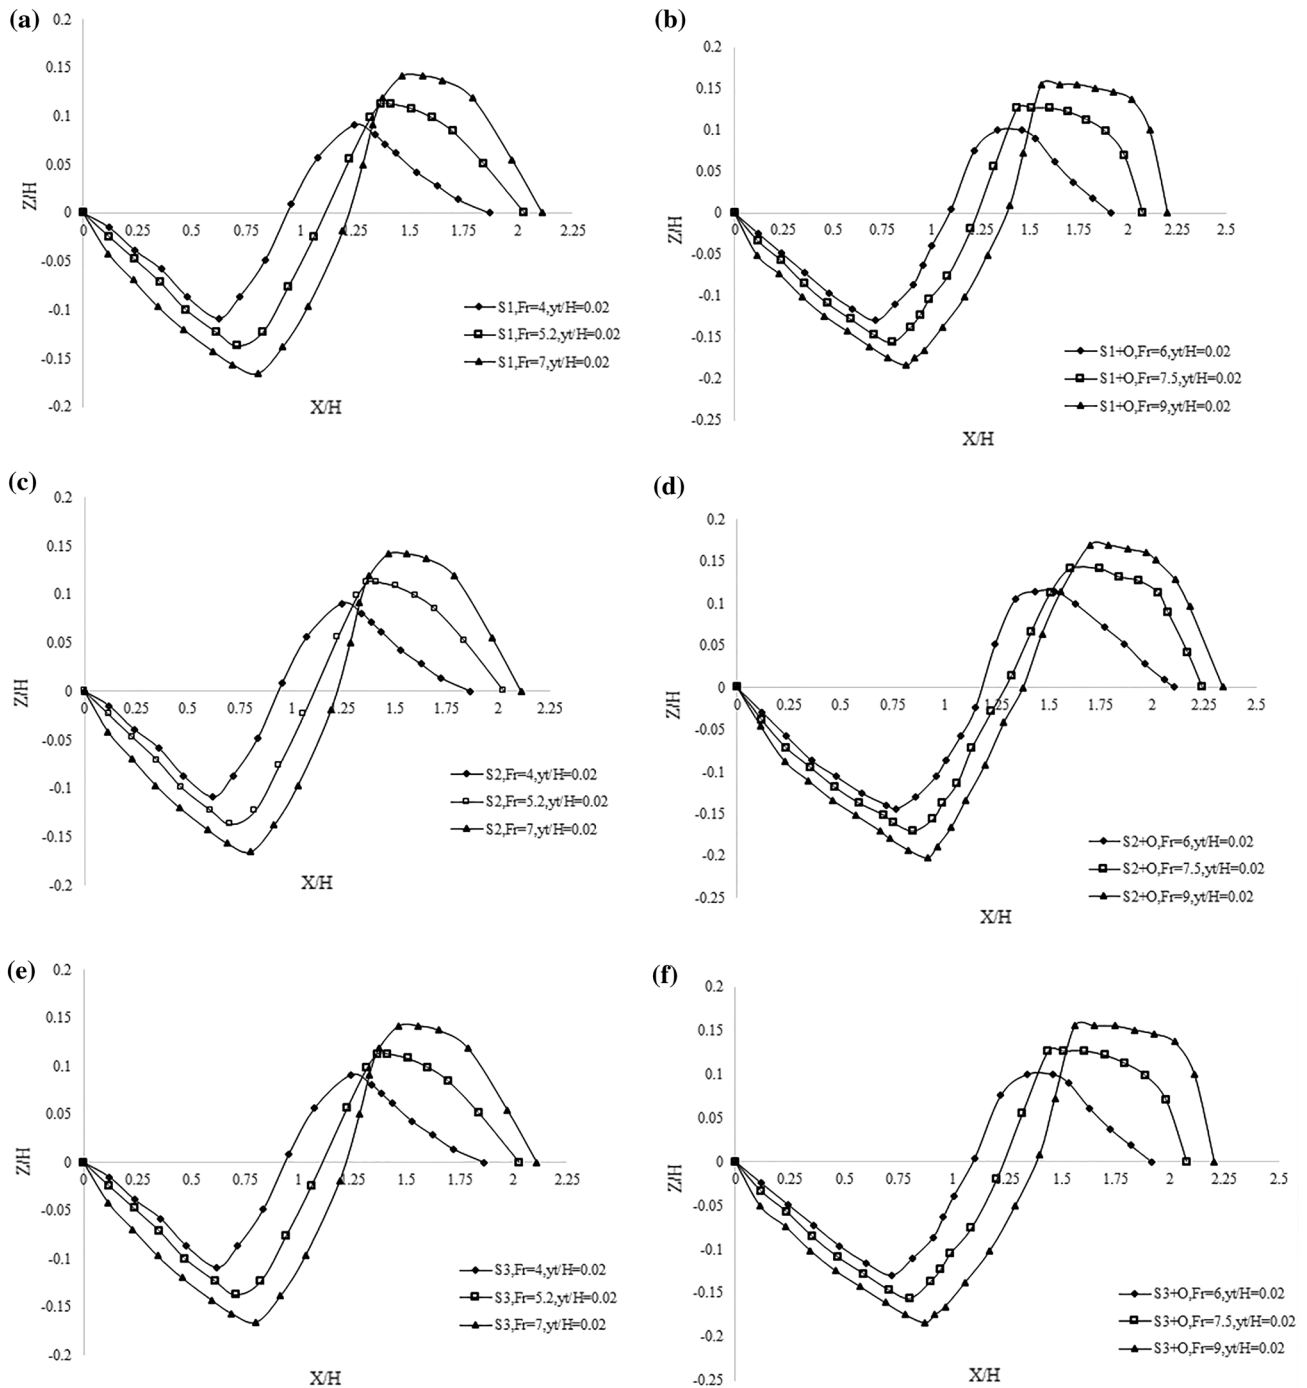 (a)
0.2
0.15
0.1
0.05
0
-0.05
-0.1
-0.15
-0.2
Z/H
0 0.25 0.5 0.75 1 1.25 1.5 1.75 2 2.25
S1,Fr=4,yt/H=0.02
S1,Fr=5.2,yt/H=0.02
S1,Fr=7,yt/H=0.02
X/H
(b)
0.2
0.15
0.1
0.05
0
-0.05
-0.1
-0.15
-0.2
-0.25
Z/H
0 0.25 0.5 0.75 1 1.25 1.5 1.75 2 2.25 2.5
S1+O,Fr=6,yt/H=0.02
S1+O,Fr=7.5,yt/H=0.02
S1+O,Fr=9,yt/H=0.02
X/H
(c)
0.2
0.15
0.1
0.05
0
-0.05
-0.1
-0.15
-0.2
Z/H
0 0.25 0.5 0.75 1 1.25 1.5 1.75 2 2.25
S2,Fr=4,yt/H=0.02
S2,Fr=5.2,yt/H=0.02
S2,Fr=7,yt/H=0.02
X/H
(d)
0.2
0.15
0.1
0.05
0
-0.05
-0.1
-0.15
-0.2
-0.25
Z/H
0 0.25 0.5 0.75 1 1.25 1.5 1.75 2 2.25 2.5
S2+O,Fr=6,yt/H=0.02
S2+O,Fr=7.5,yt/H=0.02
S2+O,Fr=9,yt/H=0.02
X/H
(e)
0.2
0.15
0.1
0.05
0
-0.05
-0.1
-0.15
-0.2
Z/H
0 0.25 0.5 0.75 1 1.25 1.5 1.75 2 2.25
S3,Fr=4,yt/H=0.02
S3,Fr=5.2,yt/H=0.02
S3,Fr=7,yt/H=0.02
X/H
(f)
0.2
0.15
0.1
0.05
0
-0.05
-0.1
-0.15
-0.2
-0.25
Z/H
0 0.25 0.5 0.75 1 1.25 1.5 1.75 2 2.25 2.5
S3+O,Fr=6,yt/H=0.02
S3+O,Fr=7.5,yt/H=0.02
S3+O,Fr=9,yt/H=0.02
X/H